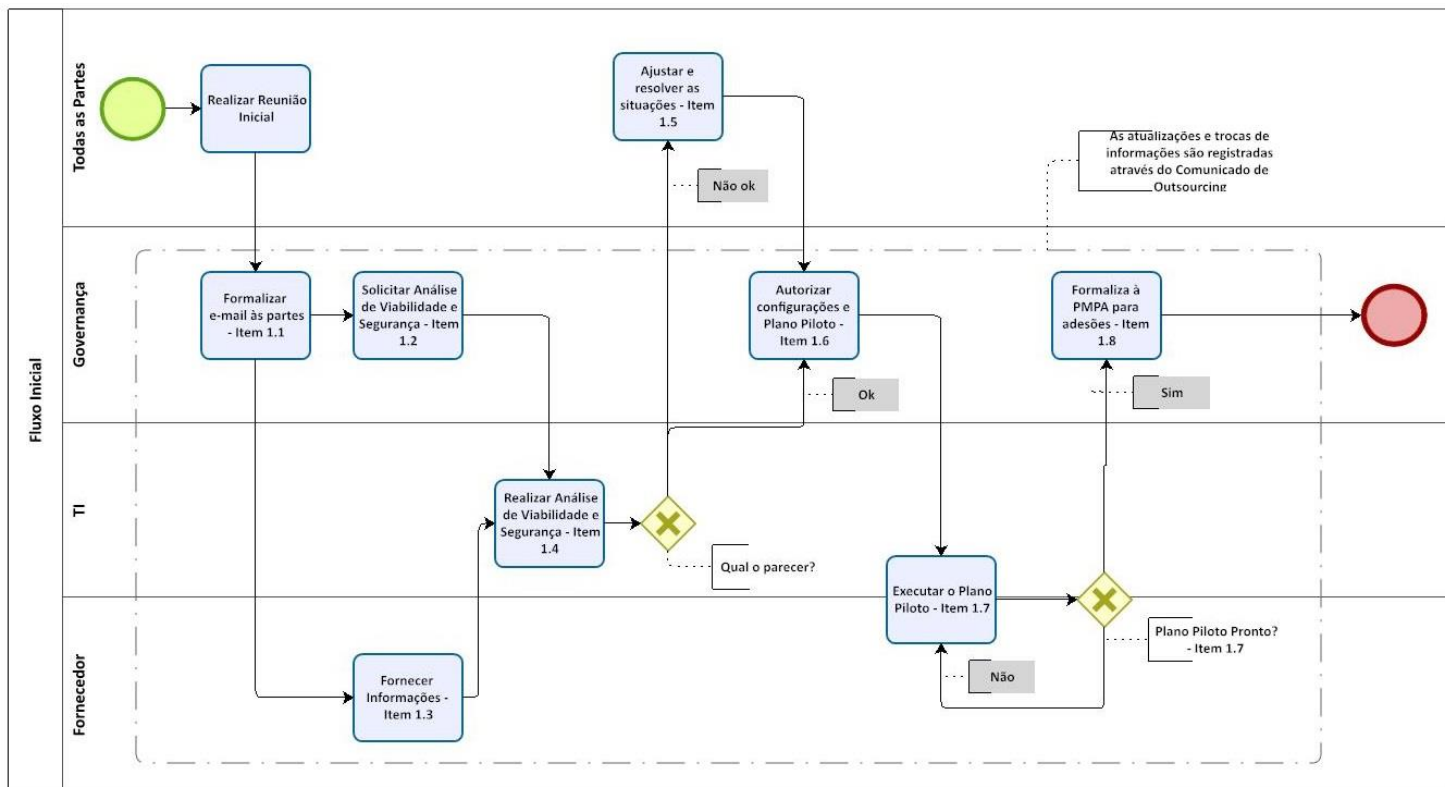 Fluxo Inicial
Todas as Partes
Realizar Reunião
Inicial
Ajustar e
resolver as
situações - Item
1.5
Não ok
As atualizações e trocas de
informações são registradas
através do Comunicado de
Outsourcing
Governança
Formalizar
e-mail às partes
- Item 1.1
Solicitar Análise
de Viabilidade e
Segurança - Item
1.2
Autorizar
configurações e
Plano Piloto -
Item 1.6
Formaliza à
PMPA para
adesões - Item
1.8
Ok
Sim
TI
Realizar Análise
de Viabilidade e
Segurança - Item
1.4
Qual o parecer?
Executar o Plano
Piloto - Item 1.7
Plano Piloto Pronto?
- Item 1.7
Fornecedor
Fornecer
Informações -
Item 1.3
Não